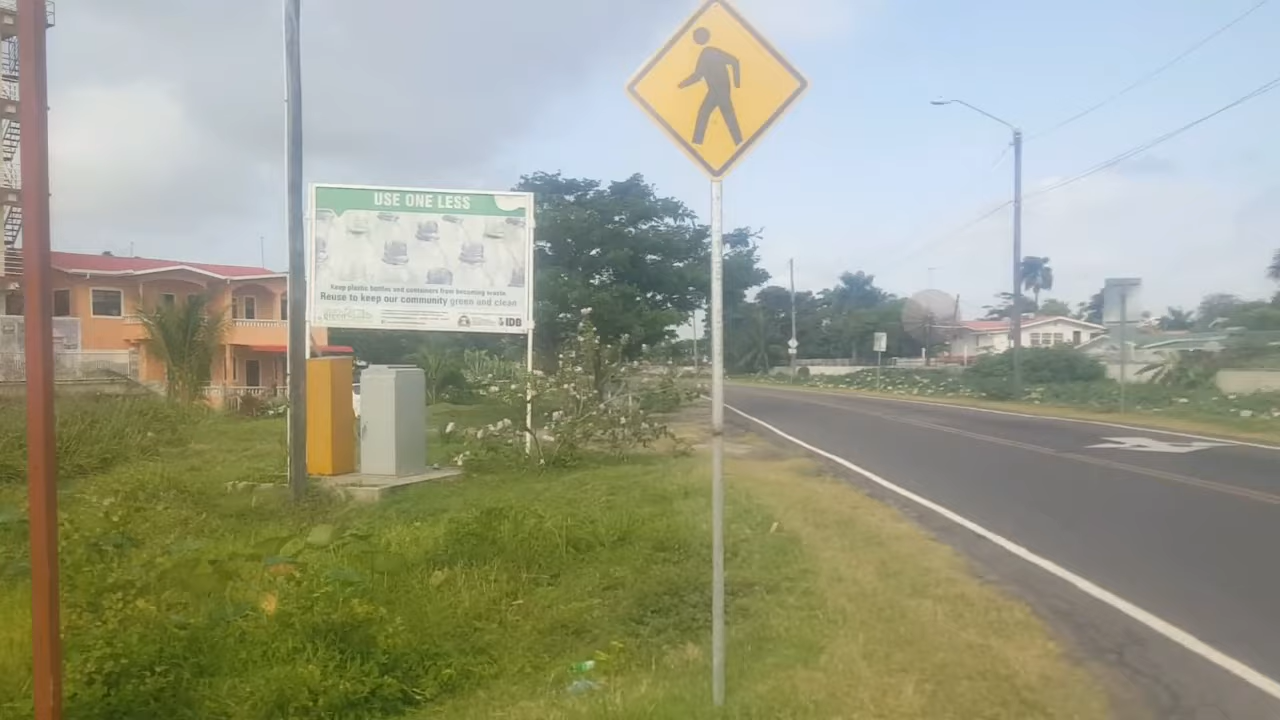 USE ONE LESS
Keep plastic bottles and containers from becoming waste.
Reuse to keep our community green and clean
IDB